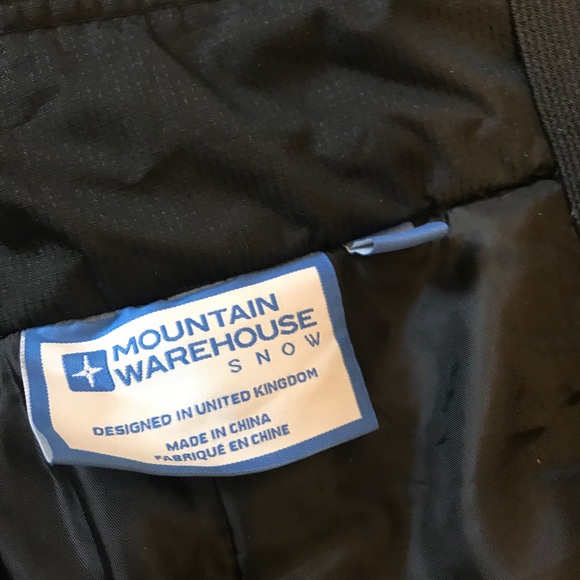 MOUNTAIN
WAREHOUSE
SNOW
DESIGNED IN UNITED KINGDOM
MADE IN CHINA
FABRIQUÉ EN CHINE